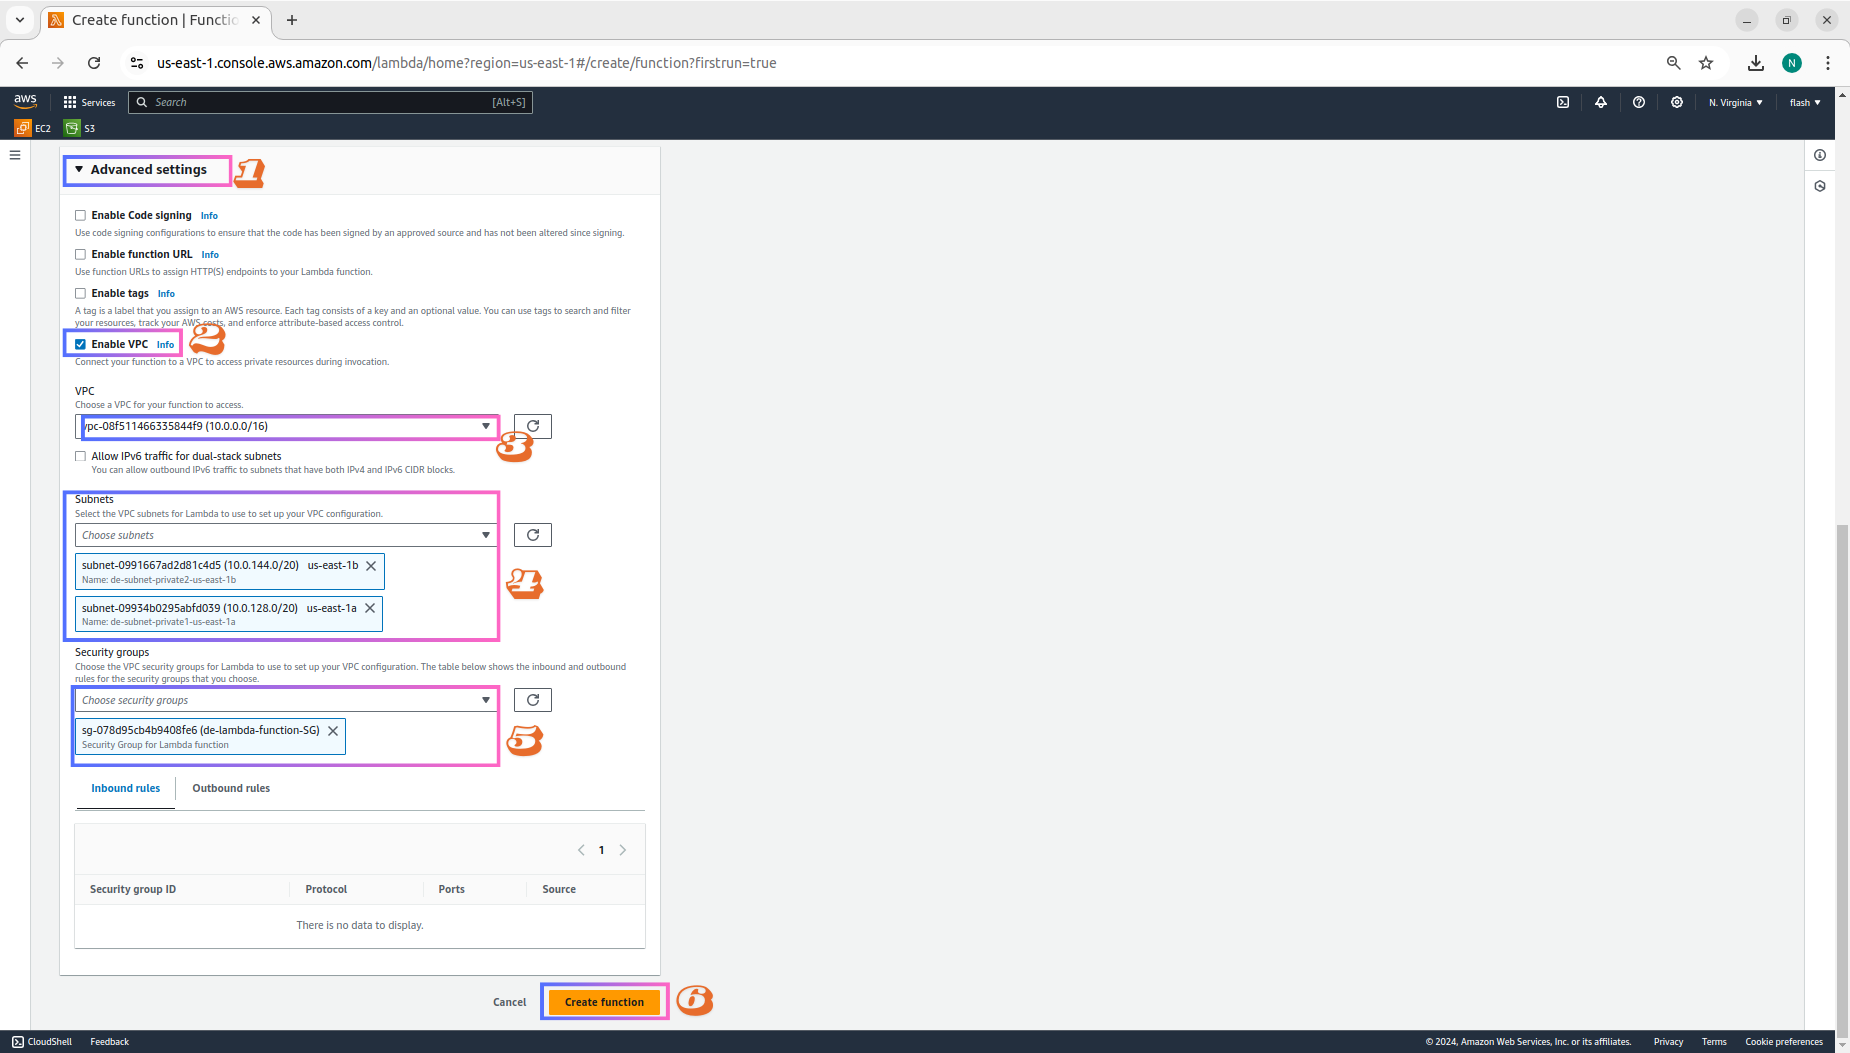 Create function | Functio
us-east-1.console.aws.amazon.com/lambda/home?region=us-east-1#/create/function?firstrun=true
N
aws
Services
Search
[Alt+S]
N. Virginia
flash
EC2
S3
Advanced settings
1
Enable Code signing Info
Use code signing configurations to ensure that the code has been signed by an approved source and has not been altered since signing.
Enable function URL Info
Use function URLs to assign HTTP(S) endpoints to your Lambda function.
Enable tags Info
A tag is a label that you assign to an AWS resource. Each tag consists of a key and an optional value. You can use tags to search and filter
your resources, track your AWS costs, and enforce attribute-based access control.
Enable VPC Info
2
Connect your function to a VPC to access private resources during invocation.
VPC
Choose a VPC for your function to access.
vpc-08f511466335844f9 (10.0.0.0/16)
3
Allow IPv6 traffic for dual-stack subnets
You can allow outbound IPv6 traffic to subnets that have both IPv4 and IPv6 CIDR blocks.
Subnets
Select the VPC subnets for Lambda to use to set up your VPC configuration.
Choose subnets
subnet-0991667ad2d81c4d5 (10.0.144.0/20) us-east-1b
Name: de-subnet-private2-us-east-1b
4
subnet-09934b0295abfd039 (10.0.128.0/20) us-east-1a
Name: de-subnet-private1-us-east-1a
Security groups
Choose the VPC security groups for Lambda to use to set up your VPC configuration. The table below shows the inbound and outbound
rules for the security groups that you choose.
Choose security groups
sg-078d95cb4b9408fe6 (de-lambda-function-SG)
Security Group for Lambda function
5
Inbound rules
Outbound rules
1
Security group ID
Protocol
Ports
Source
There is no data to display.
Cancel
Create function
6
CloudShell
Feedback
© 2024, Amazon Web Services, Inc. or its affiliates.
Privacy
Terms
Cookie preferences